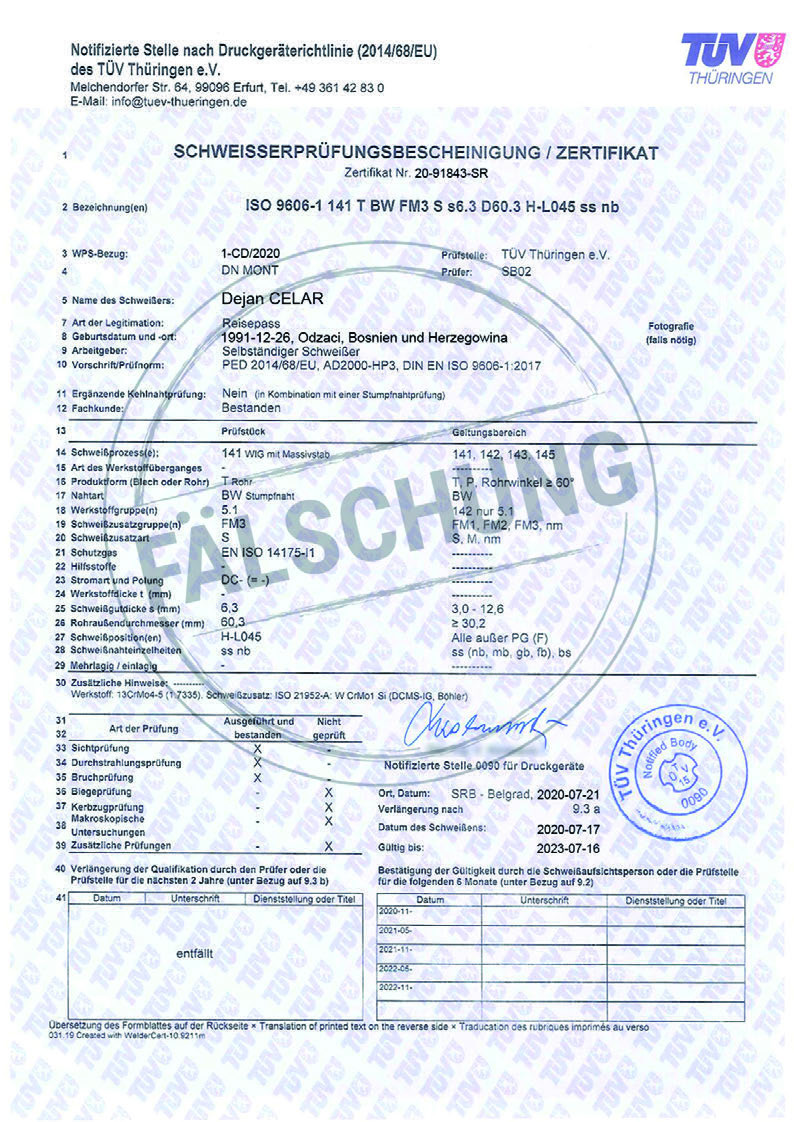 Notifizierte Stelle nach Druckgeräterichtlinie (2014/68/EU)
des TÜV Thüringen e.V.
Melchendorfer Str. 64, 99096 Erfurt, Tel. +49 361 42 83 0
E-Mail: info@tuev-thueringen.de
TÜV
THÜRINGEN
1 SCHWEISSERPRÜFUNGSBESCHEINIGUNG / ZERTIFIKAT
Zertifikat Nr. 20-91843-SR
2 Bezeichnung(en) ISO 9606-1 141 T BW FM3 S s6.3 D60.3 H-L045 ss nb
3 WPS-Bezug: 1-CD/2020 Prüfstelle: TÜV Thüringen e.V.
4 DN MONT Prüfer: SB02
5 Name des Schweißers: Dejan CELAR
7 Art der Legitimation: Reisepass
Fotografie
8 Geburtsdatum und -ort: 1991-12-26, Odzaci, Bosnien und Herzegowina
(falls nötig)
9 Arbeitgeber: Selbständiger Schweißer
10 Vorschrift/Prüfnorm: PED 2014/68/EU, AD2000-HP3, DIN EN ISO 9606-1:2017
11 Ergänzende Kehlnahtprüfung: Nein (in Kombination mit einer Stumpfnahtprüfung)
12 Fachkunde: Bestanden
13 Prüfstück Geltungsbereich
14 Schweißprozess(e): 141 WIG mit Massivstab 141, 142, 143, 145
15 Art des Werkstoffüberganges - ----------
16 Produktform (Blech oder Rohr) T Rohr T, P, Rohrwinkel ≥ 60°
17 Nahtart BW Stumpfnaht BW
18 Werkstoffgruppe(n) 5.1 142 nur 5.1
19 Schweißzusatzgruppe(n) FM3 FM1, FM2, FM3, nm
20 Schweißzusatzart S S, M, nm
21 Schutzgas EN ISO 14175-I1 ----------
22 Hilfsstoffe - ----------
23 Stromart und Polung DC- (= -) ----------
24 Werkstoffdicke t (mm) - ----------
25 Schweißgutdicke s (mm) 6,3 3,0 - 12,6
26 Rohraußendurchmesser (mm) 60,3 ≥ 30,2
27 Schweißposition(en) H-L045 Alle außer PG (F)
28 Schweißnahteinzelheiten ss nb ss (nb, mb, gb, fb), bs
29 Mehrlagig / einlagig - ----------
FÄLSCHUNG
30 Zusätzliche Hinweise: ----------
Werkstoff: 13CrMo4-5 (1.7335). Schweißzusatz: ISO 21952-A: W CrMo1 Si (DCMS-IG, Böhler)
31
32 Art der Prüfung Ausgeführt und bestanden Nicht geprüft
33 Sichtprüfung X -
34 Durchstrahlungsprüfung X -
35 Bruchprüfung X -
36 Biegeprüfung - X
37 Kerbzugprüfung - X
38 Makroskopische Untersuchungen - X
39 Zusätzliche Prüfungen - X
Notifizierte Stelle 0090 für Druckgeräte
Ort, Datum: SRB - Belgrad, 2020-07-21
Verlängerung nach 9.3 a
Datum des Schweißens: 2020-07-17
Gültig bis: 2023-07-16
TÜV Thüringen e.V.
Notified Body
0090
40 Verlängerung der Qualifikation durch den Prüfer oder die
Prüfstelle für die nächsten 2 Jahre (unter Bezug auf 9.3 b)
41 Datum Unterschrift Dienststellung oder Titel
entfällt
Bestätigung der Gültigkeit durch die Schweißaufsichtsperson oder die Prüfstelle
für die folgenden 6 Monate (unter Bezug auf 9.2)
Datum Unterschrift Dienststellung oder Titel
2020-11-
2021-05-
2021-11-
2022-05-
2022-11-
Übersetzung des Formblattes auf der Rückseite × Translation of printed text on the reverse side × Traducation des rubriques imprimés au verso
031.19 Created with WelderCert-10.9211m